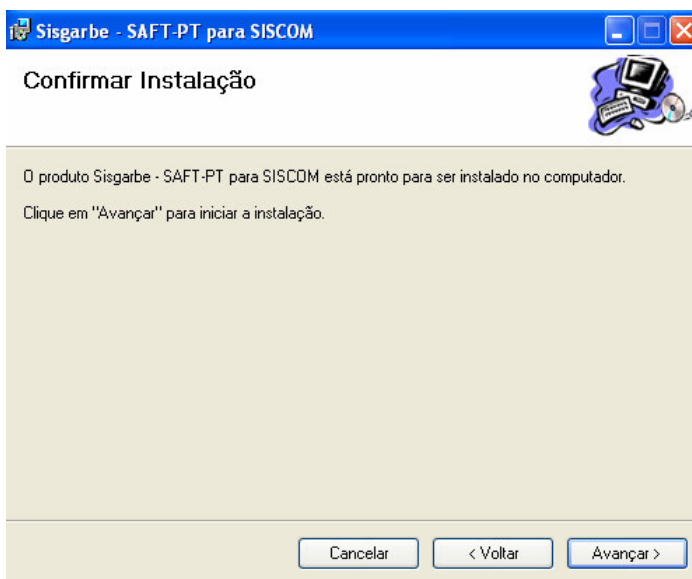 Sisgarbe - SAFT-PT para SISCOM
Confirmar Instalação
O produto Sisgarbe - SAFT-PT para SISCOM está pronto para ser instalado no computador.
Clique em "Avançar" para iniciar a instalação.
Cancelar
< Voltar
Avançar >